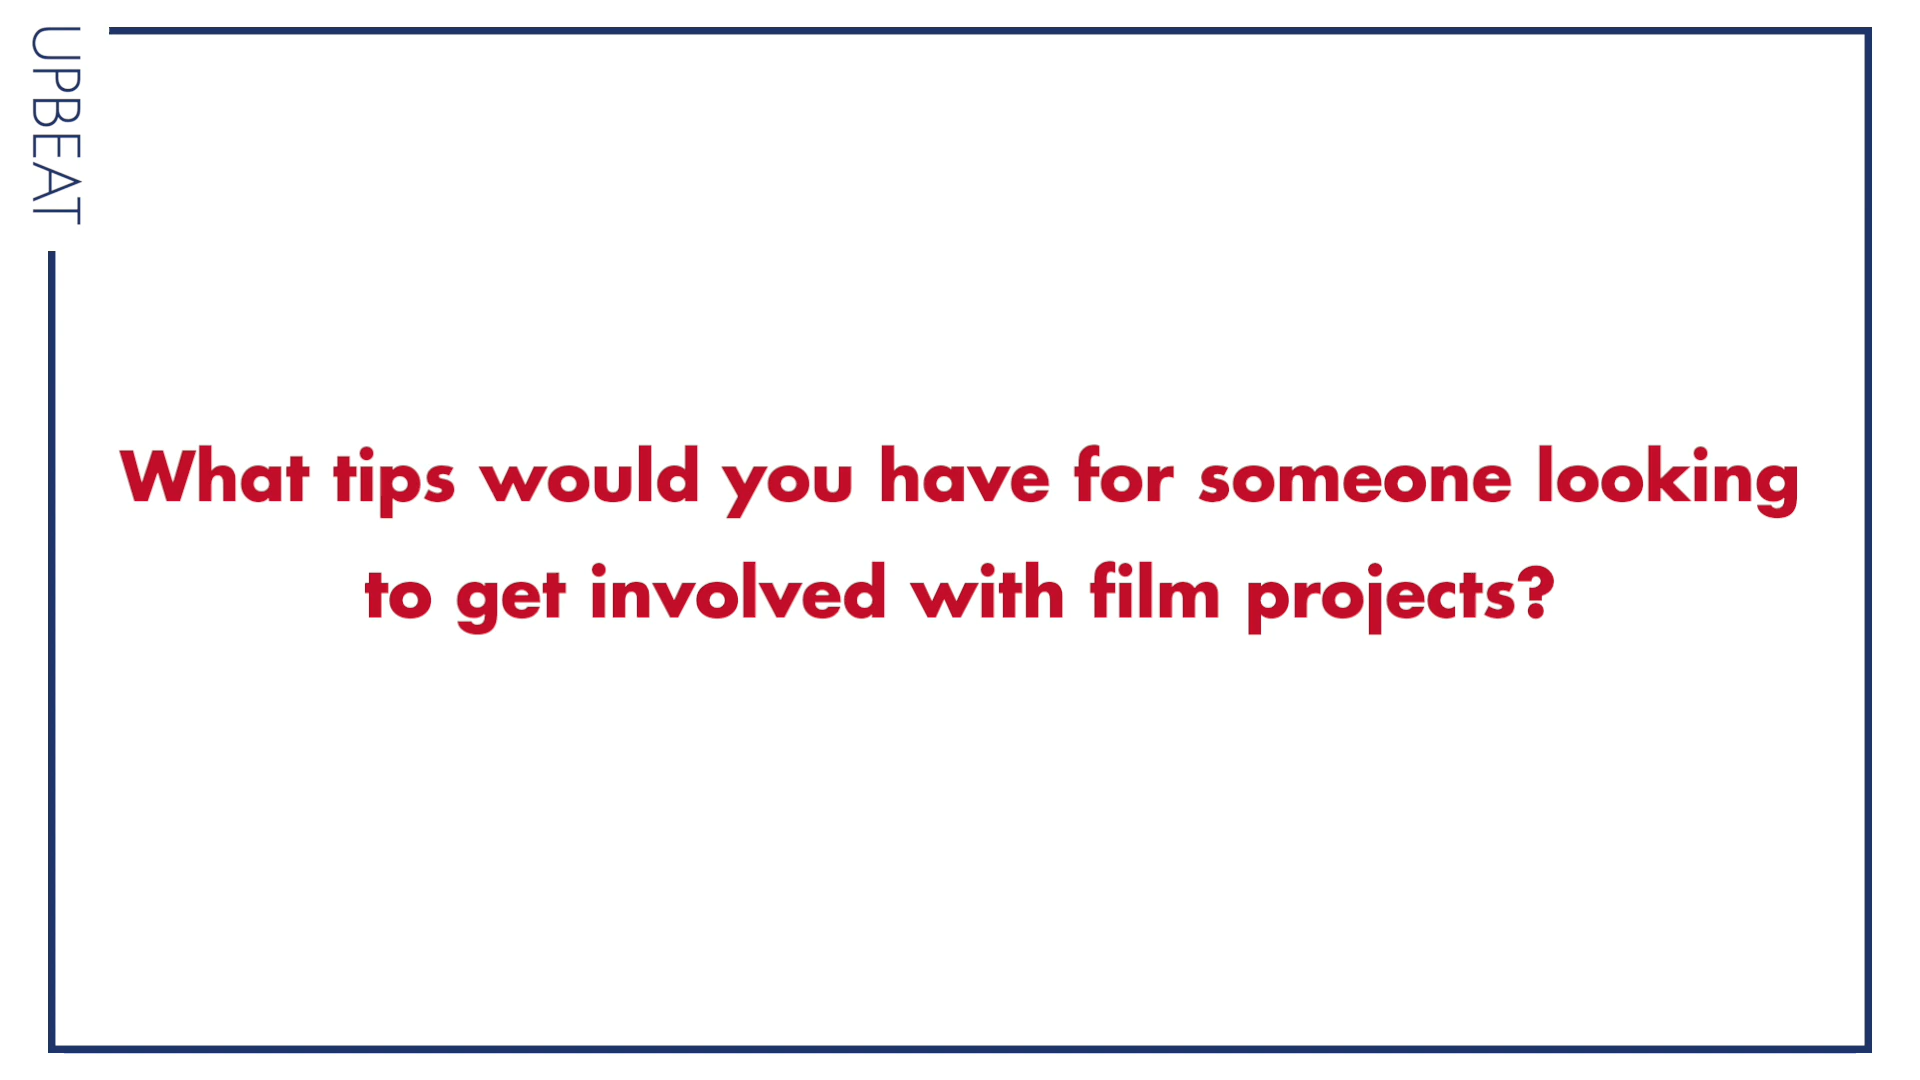 UPBEAT
What tips would you have for someone looking
to get involved with film projects?